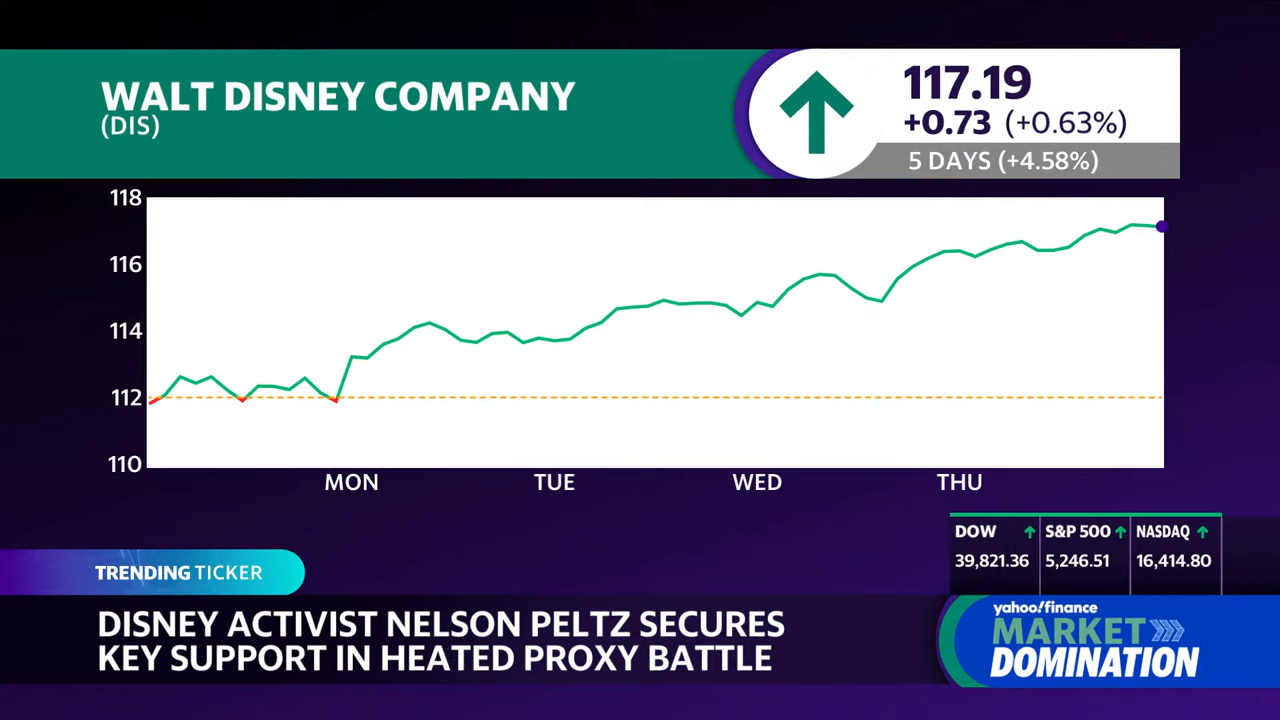 WALT DISNEY COMPANY
(DIS)
117.19
+0.73 (+0.63%)
5 DAYS (+4.58%)
118
116
114
112
110
MON TUE WED THU
DOW S&P 500 NASDAQ
39,821.36 5,246.51 16,414.80
TRENDING TICKER
DISNEY ACTIVIST NELSON PELTZ SECURES
KEY SUPPORT IN HEATED PROXY BATTLE
yahoo!finance
MARKET
DOMINATION